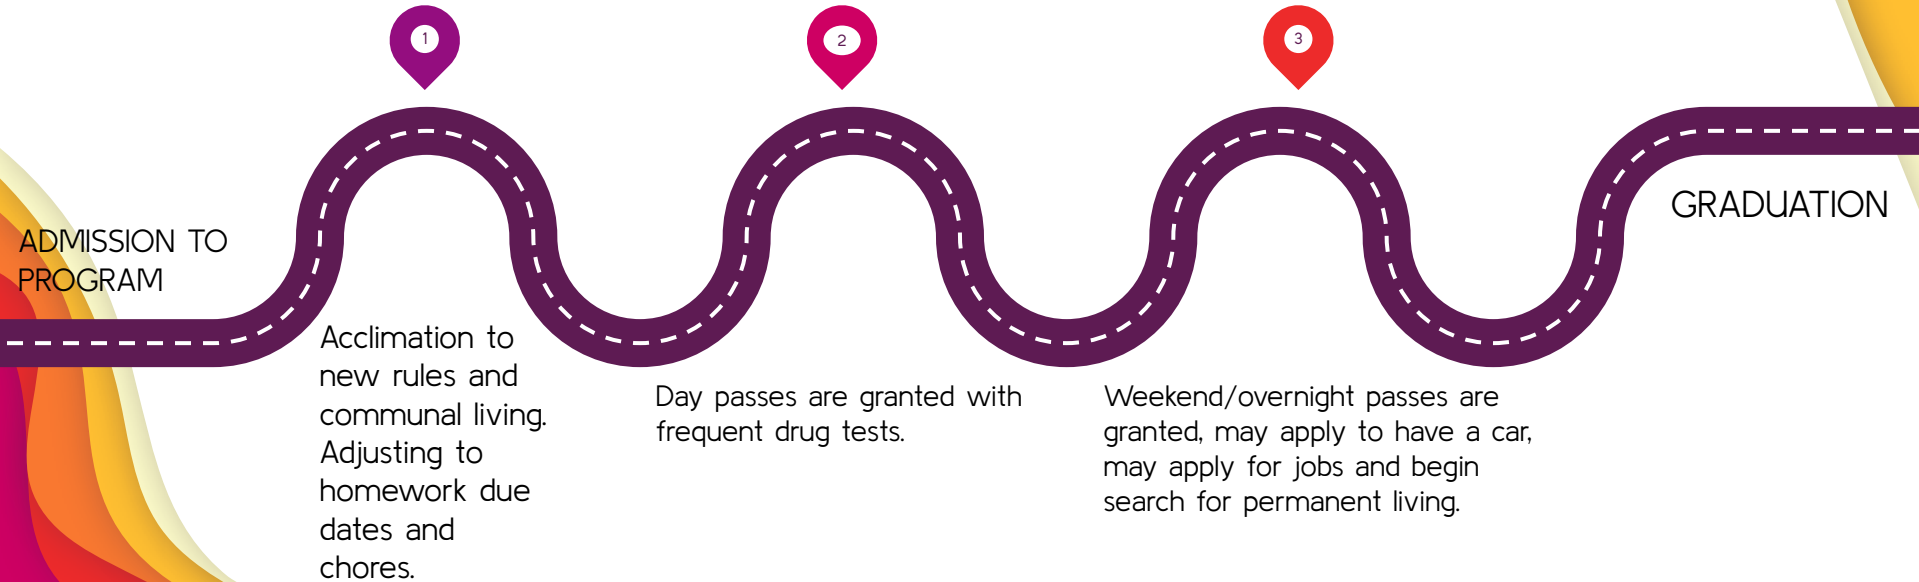 1
2
3
ADMISSION TO
PROGRAM
GRADUATION
Acclimation to
new rules and
communal living.
Adjusting to
homework due
dates and
chores.
Day passes are granted with
frequent drug tests.
Weekend/overnight passes are
granted, may apply to have a car,
may apply for jobs and begin
search for permanent living.